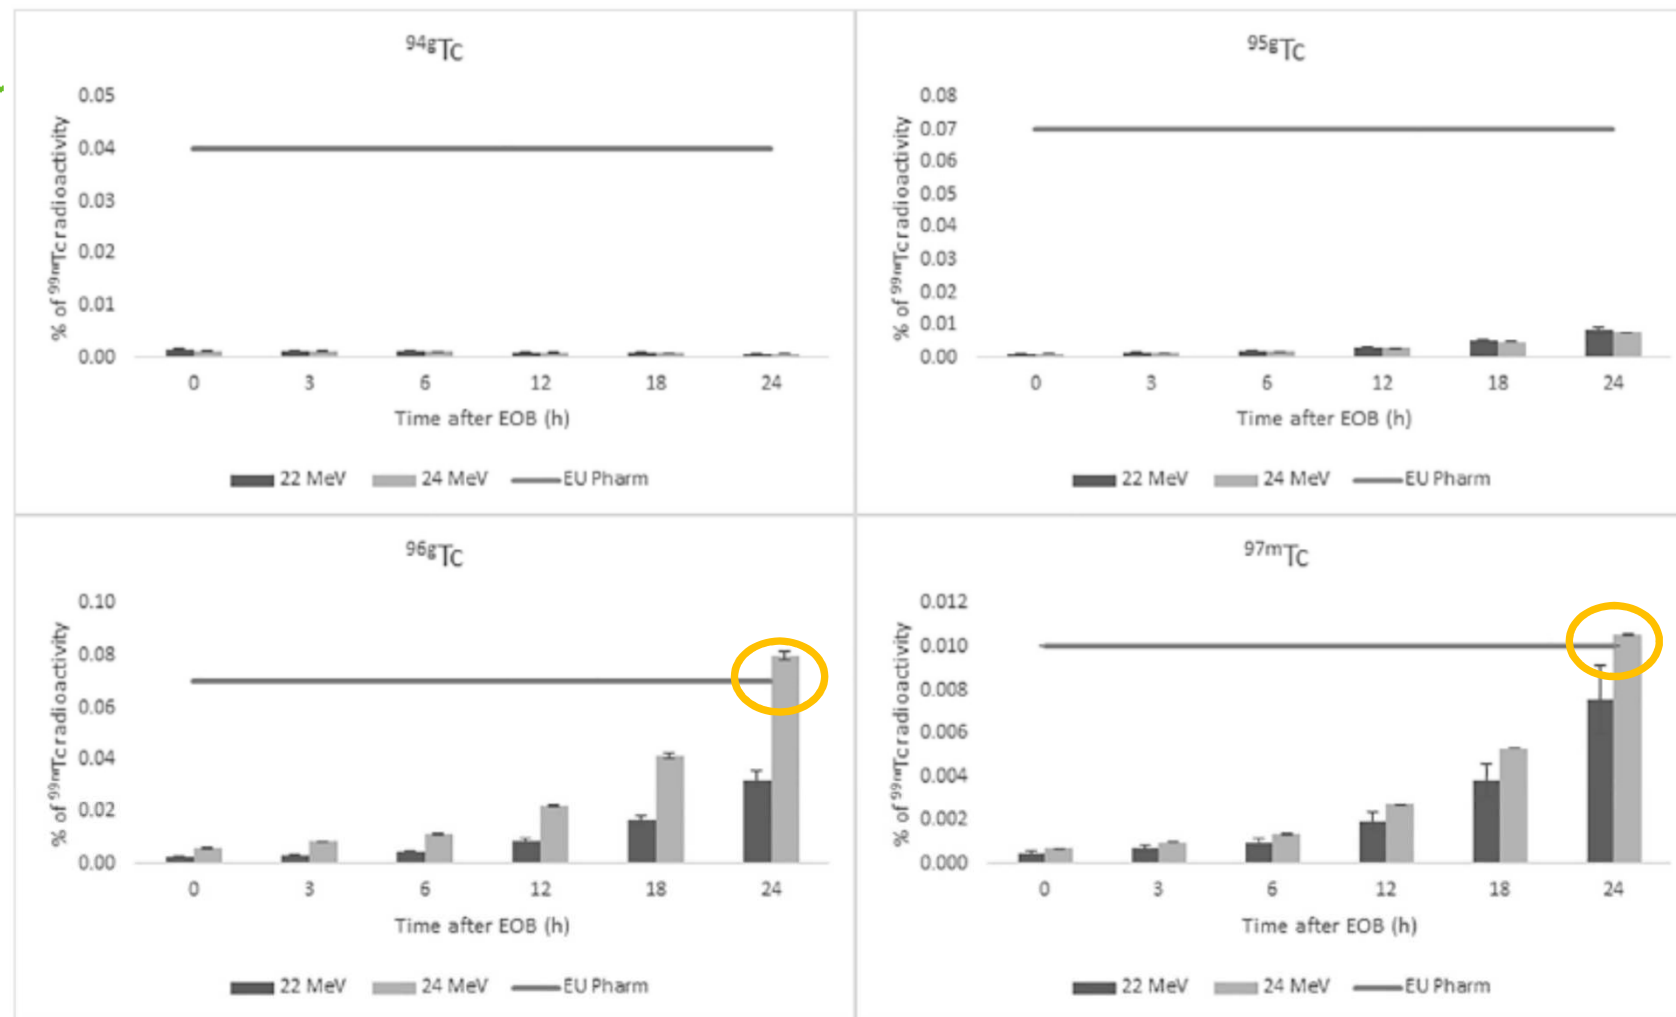 ⁹⁴ᵍTc
0.05
0.04
0.03
0.02
0.01
0.00
% of ⁹⁹ᵐTc radioactivity
0 3 6 12 18 24
Time after EOB (h)
22 MeV 24 MeV EU Pharm
⁹⁵ᵍTc
0.08
0.07
0.06
0.05
0.04
0.03
0.02
0.01
0.00
% of ⁹⁹ᵐTc radioactivity
0 3 6 12 18 24
Time after EOB (h)
22 MeV 24 MeV EU Pharm
⁹⁶ᵍTc
0.10
0.08
0.06
0.04
0.02
0.00
% of ⁹⁹ᵐTc radioactivity
0 3 6 12 18 24
Time after EOB (h)
22 MeV 24 MeV EU Pharm
⁹⁷ᵐTc
0.012
0.010
0.008
0.006
0.004
0.002
0.000
% of ⁹⁹ᵐTc radioactivity
0 3 6 12 18 24
Time after EOB (h)
22 MeV 24 MeV EU Pharm